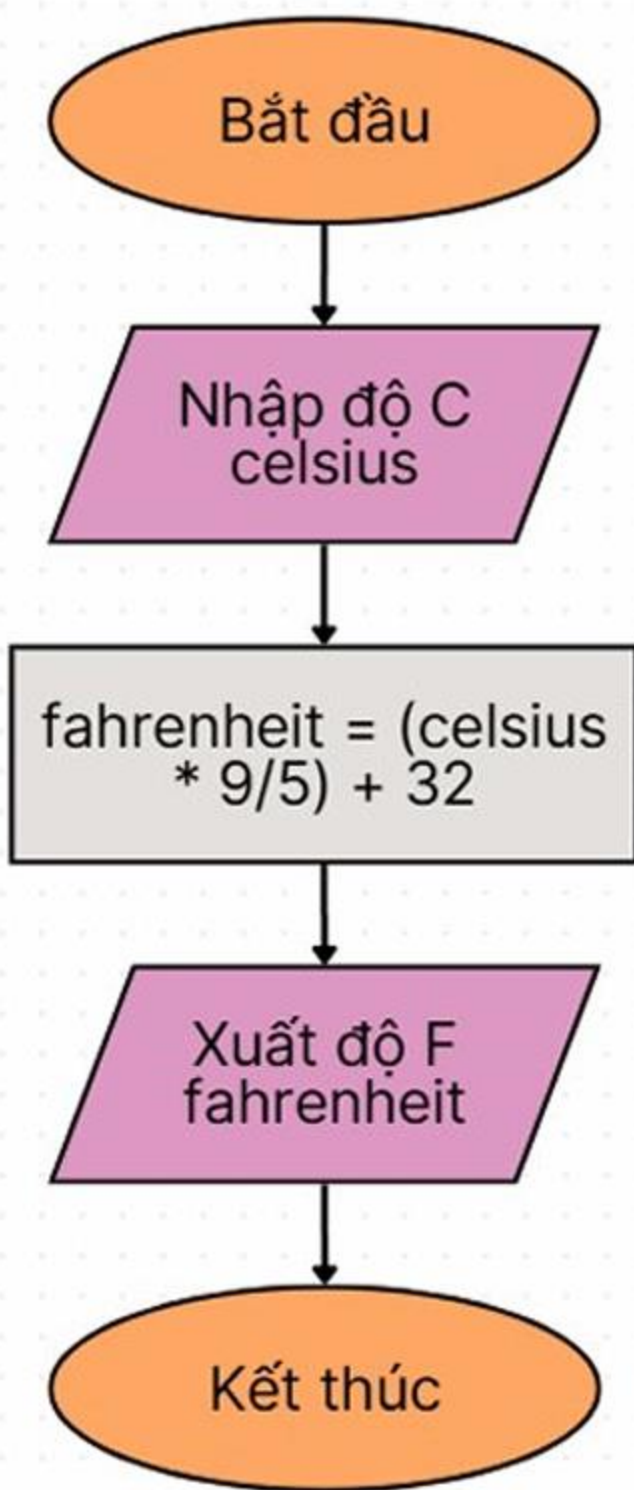 Bắt đầu
Nhập độ C
celsius
fahrenheit = (celsius
* 9/5) + 32
Xuất độ F
fahrenheit
Kết thúc